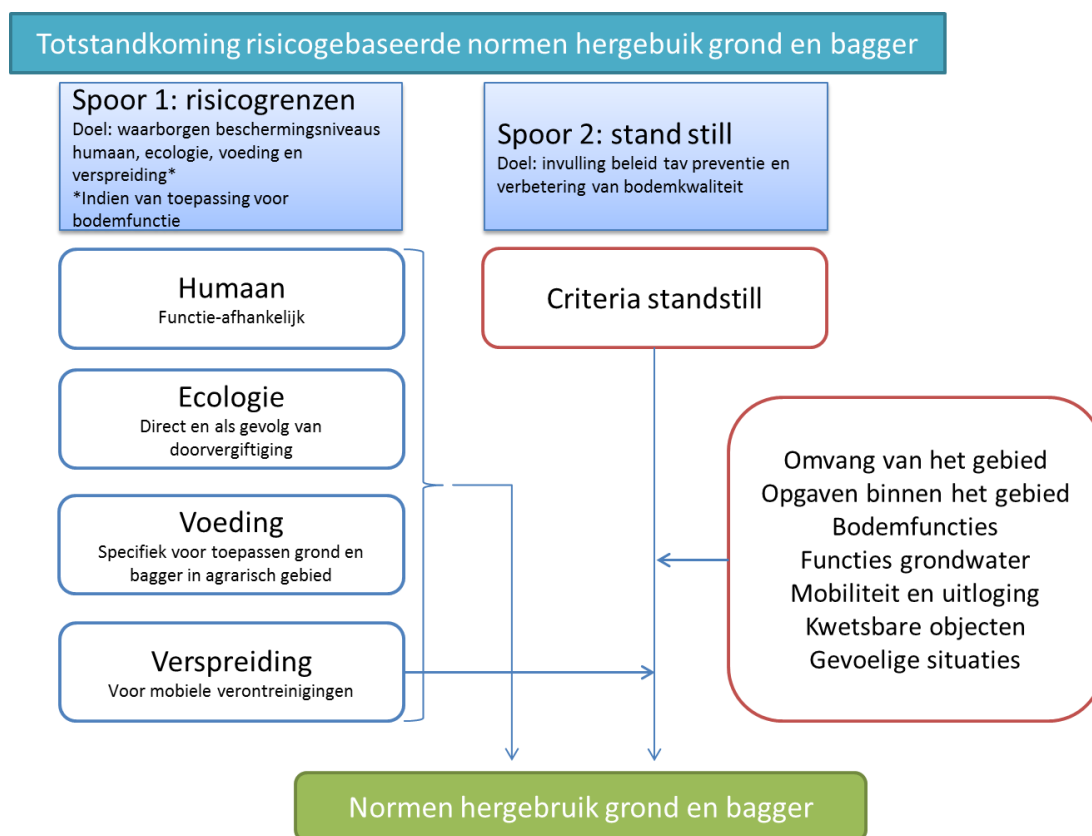 Totstandkoming risicogebaseerde normen hergebuik grond en bagger
Spoor 1: risicogrenzen
Doel: waarborgen beschermingsniveaus
humaan, ecologie, voeding en
verspreiding*
*Indien van toepassing voor
bodemfunctie
Spoor 2: stand still
Doel: invulling beleid tav preventie en
verbetering van bodemkwaliteit
Humaan
Functie-afhankelijk
Criteria standstill
Ecologie
Direct en als gevolg van
doorvergiftiging
Voeding
Specifiek voor toepassen grond en
bagger in agrarisch gebied
Verspreiding
Voor mobiele verontreinigingen
Omvang van het gebied
Opgaven binnen het gebied
Bodemfuncties
Functies grondwater
Mobiliteit en uitloging
Kwetsbare objecten
Gevoelige situaties
Normen hergebruik grond en bagger